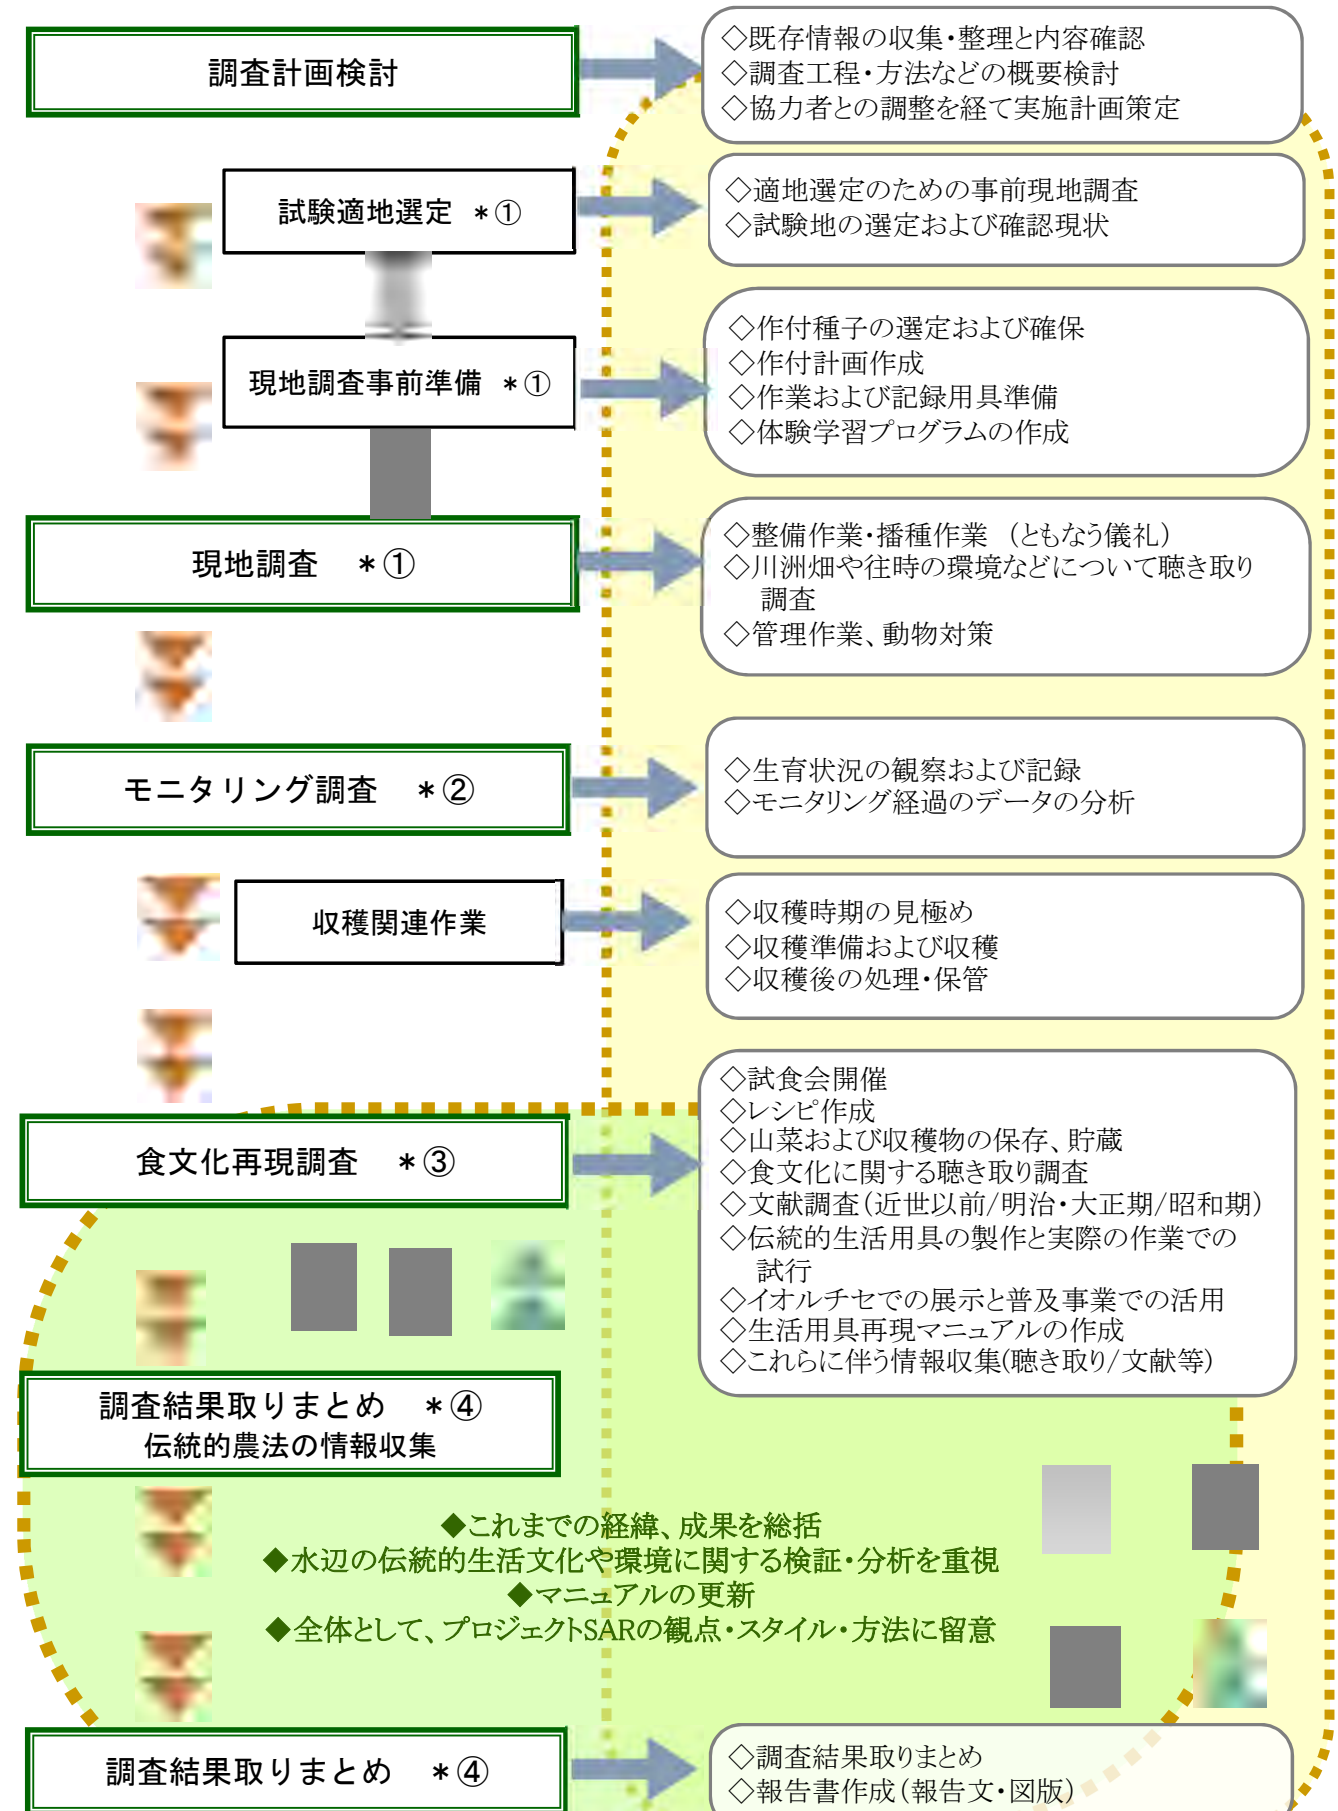 調査計画検討
◇既存情報の収集・整理と内容確認
◇調査工程・方法などの概要検討
◇協力者との調整を経て実施計画策定
試験適地選定 *①
◇適地選定のための事前現地調査
◇試験地の選定および確認現状
現地調査事前準備 *①
◇作付種子の選定および確保
◇作付計画作成
◇作業および記録用具準備
◇体験学習プログラムの作成
現地調査 *①
◇整備作業・播種作業 (ともなう儀礼)
◇川洲畑や往時の環境などについて聴き取り
調査
◇管理作業、動物対策
モニタリング調査 *②
◇生育状況の観察および記録
◇モニタリング経過のデータの分析
収穫関連作業
◇収穫時期の見極め
◇収穫準備および収穫
◇収穫後の処理・保管
食文化再現調査 *③
◇試食会開催
◇レシピ作成
◇山菜および収穫物の保存、貯蔵
◇食文化に関する聴き取り調査
◇文献調査(近世以前/明治・大正期/昭和期)
◇伝統的生活用具の製作と実際の作業での
試行
◇イオルチセでの展示と普及事業での活用
◇生活用具再現マニュアルの作成
◇これらに伴う情報収集(聴き取り/文献等)
調査結果取りまとめ *④
伝統的農法の情報収集
◆これまでの経緯、成果を総括
◆水辺の伝統的生活文化や環境に関する検証・分析を重視
◆マニュアルの更新
◆全体として、プロジェクトSARの観点・スタイル・方法に留意
調査結果取りまとめ *④
◇調査結果取りまとめ
◇報告書作成(報告文・図版)